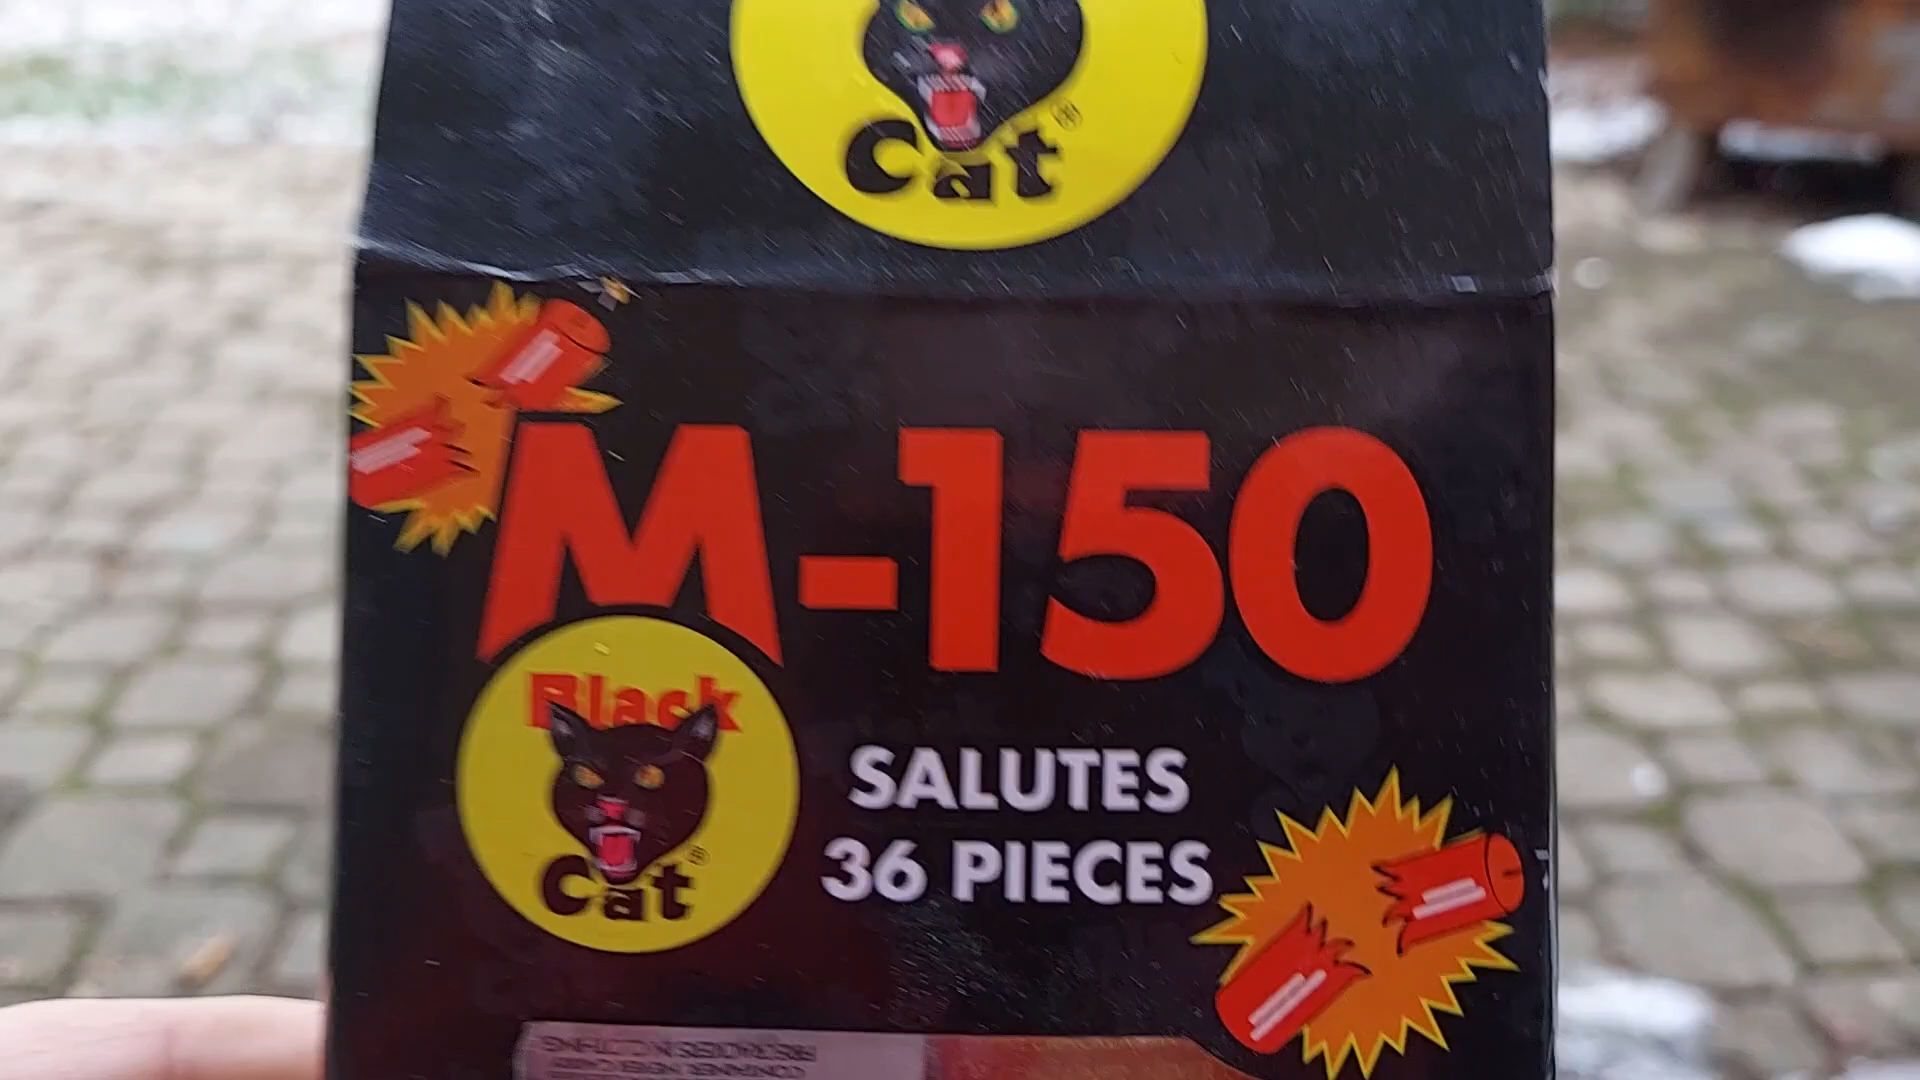 Cat®
M-150
Black
Cat®
SALUTES
36 PIECES